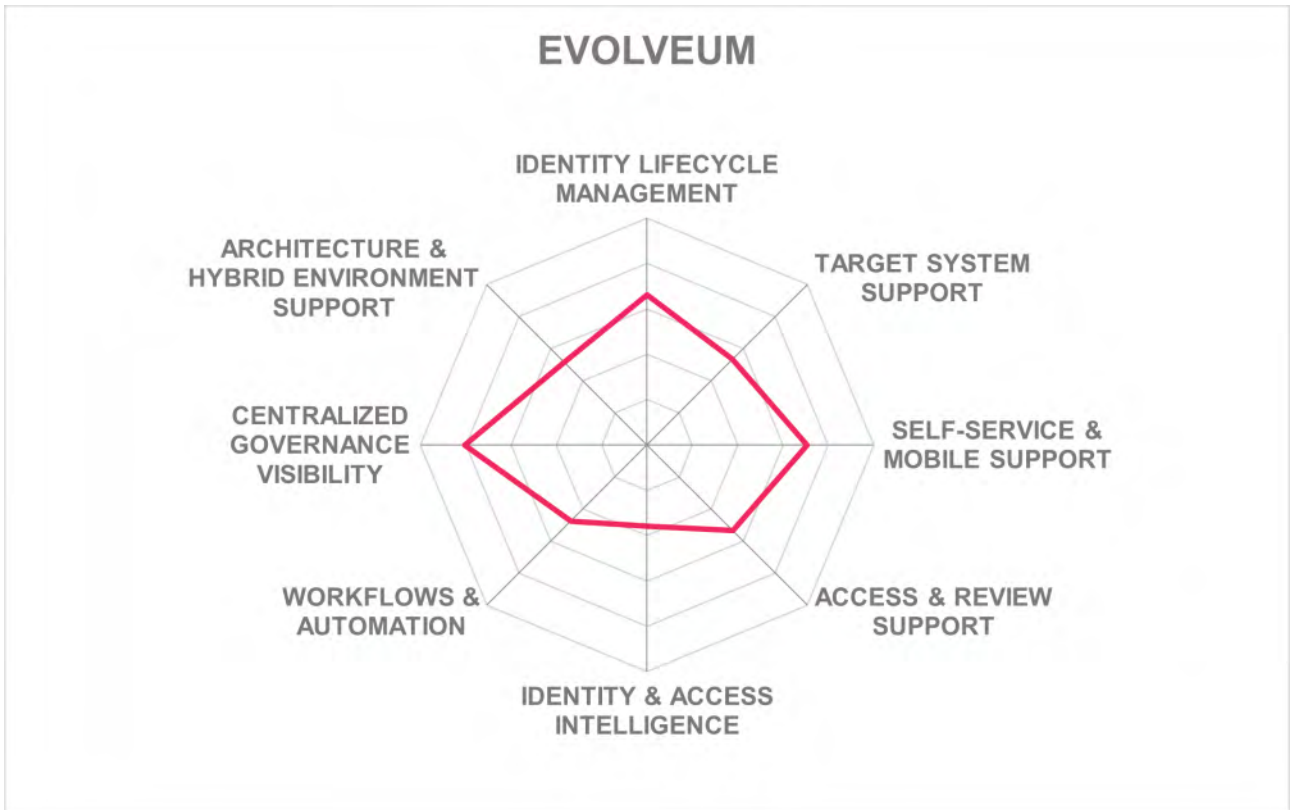 EVOLVEUM
IDENTITY LIFECYCLE
MANAGEMENT
TARGET SYSTEM
SUPPORT
SELF-SERVICE &
MOBILE SUPPORT
ACCESS & REVIEW
SUPPORT
IDENTITY & ACCESS
INTELLIGENCE
WORKFLOWS &
AUTOMATION
CENTRALIZED
GOVERNANCE
VISIBILITY
ARCHITECTURE &
HYBRID ENVIRONMENT
SUPPORT